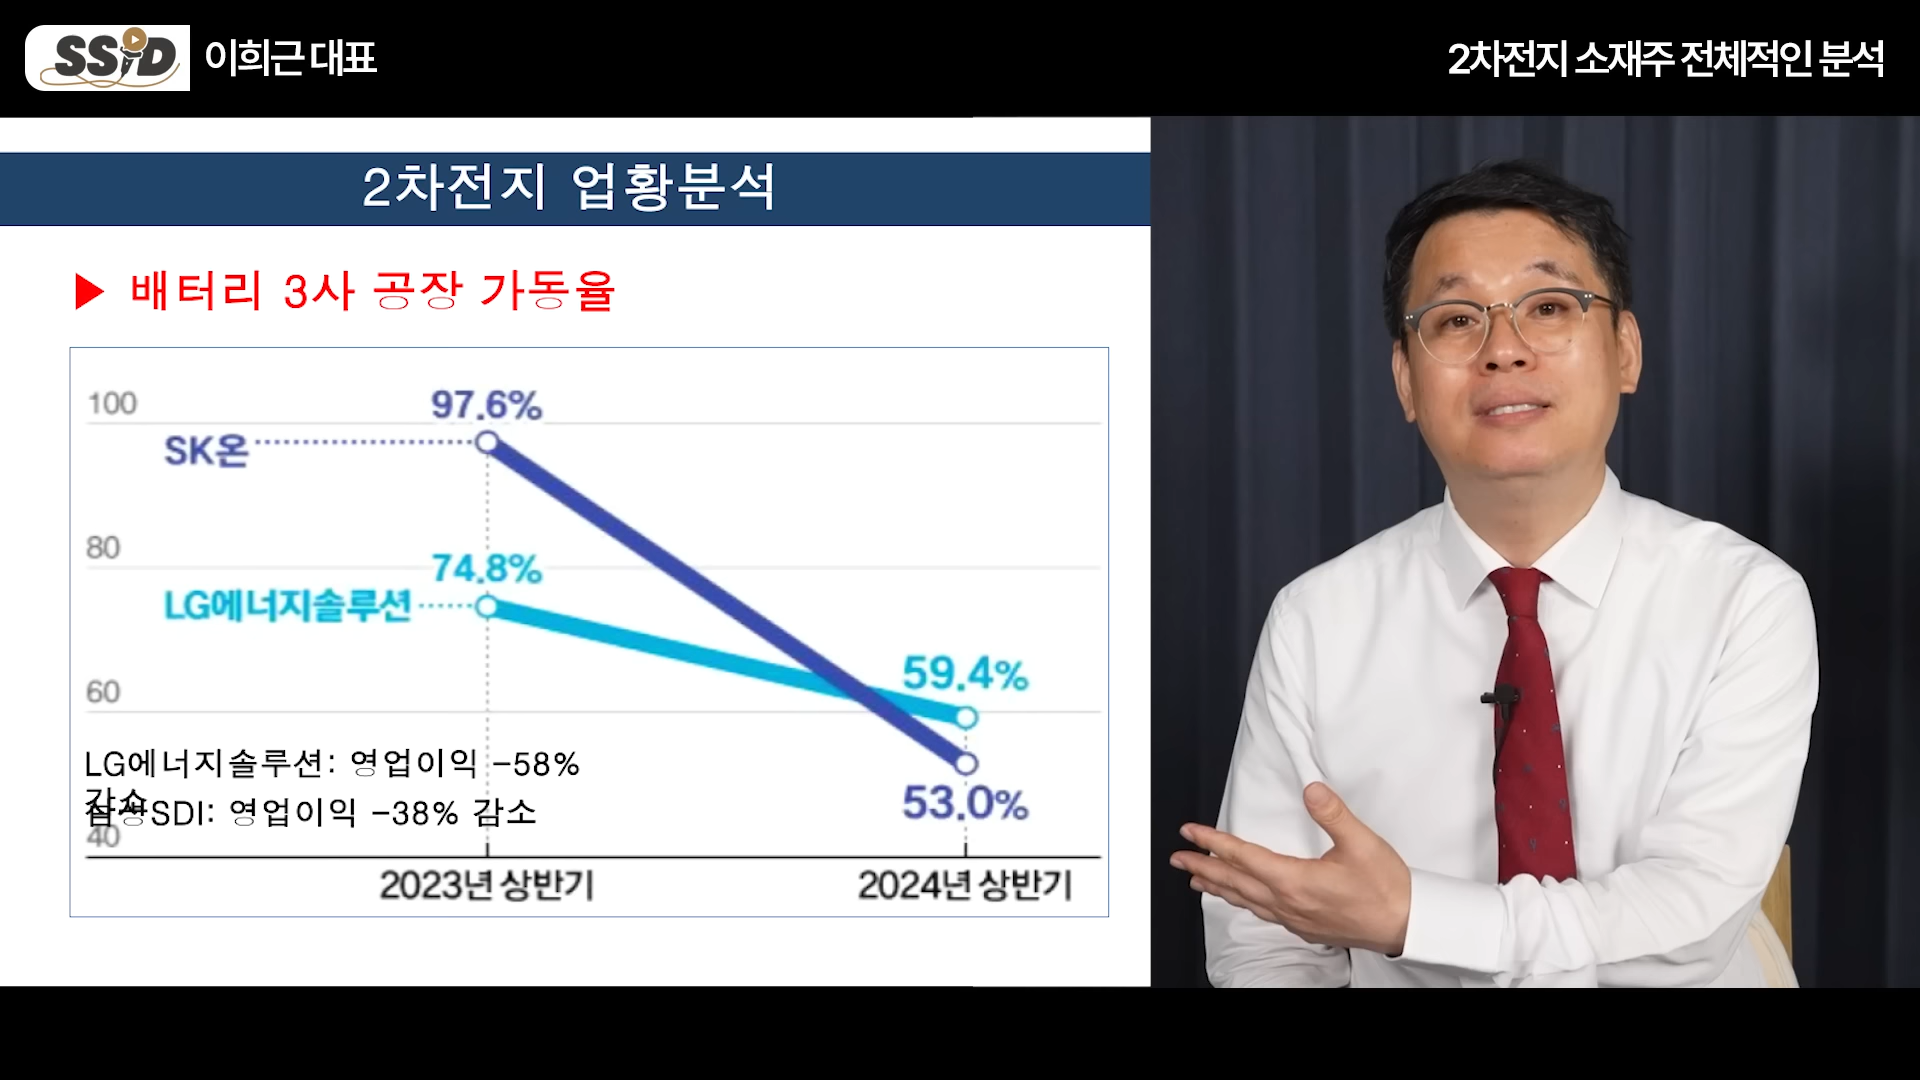 SSiD 이희근 대표
2차전지 소재주 전체적인 분석
2차전지 업황분석
▶ 배터리 3사 공장 가동율
100
97.6%
SK온
80
74.8%
LG에너지솔루션
59.4%
60
LG에너지솔루션: 영업이익 -58%
감소
삼성SDI: 영업이익 -38% 감소
53.0%
40
2023년 상반기
2024년 상반기